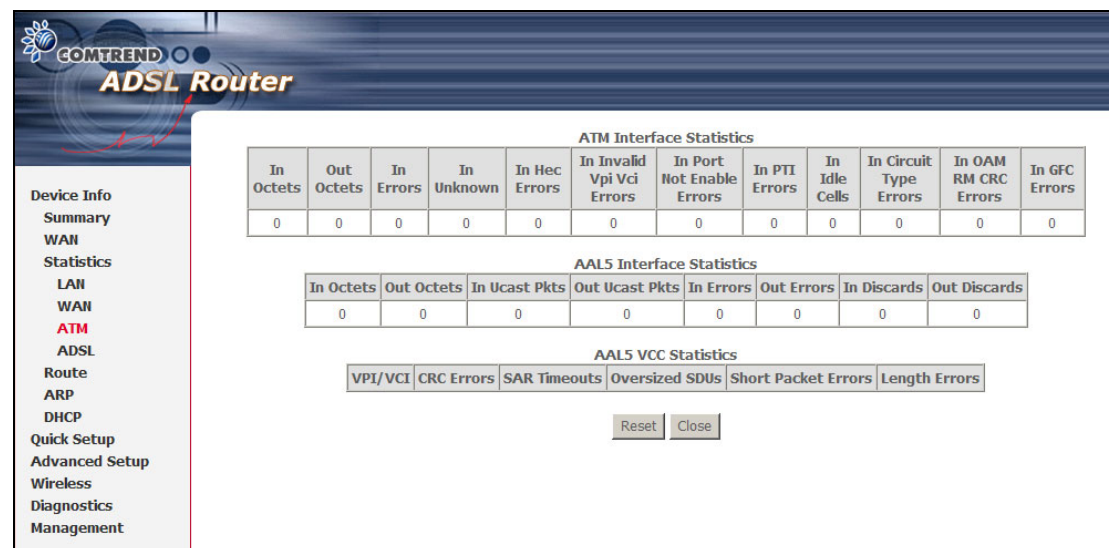 COMTREND
ADSL Router
Device Info
Summary
WAN
Statistics
LAN
WAN
ATM
ADSL
Route
ARP
DHCP
Quick Setup
Advanced Setup
Wireless
Diagnostics
Management
ATM Interface Statistics
In Octets | Out Octets | In Errors | In Unknown | In Hec Errors | In Invalid Vpi Vci Errors | In Port Not Enable Errors | In PTI Errors | In Idle Cells | In Circuit Type Errors | In OAM RM CRC Errors | In GFC Errors
0 0 0 0 0 0 0 0 0 0 0 0
AAL5 Interface Statistics
In Octets | Out Octets | In Ucast Pkts | Out Ucast Pkts | In Errors | Out Errors | In Discards | Out Discards
0 0 0 0 0 0 0 0
AAL5 VCC Statistics
VPI/VCI | CRC Errors | SAR Timeouts | Oversized SDUs | Short Packet Errors | Length Errors
Reset Close